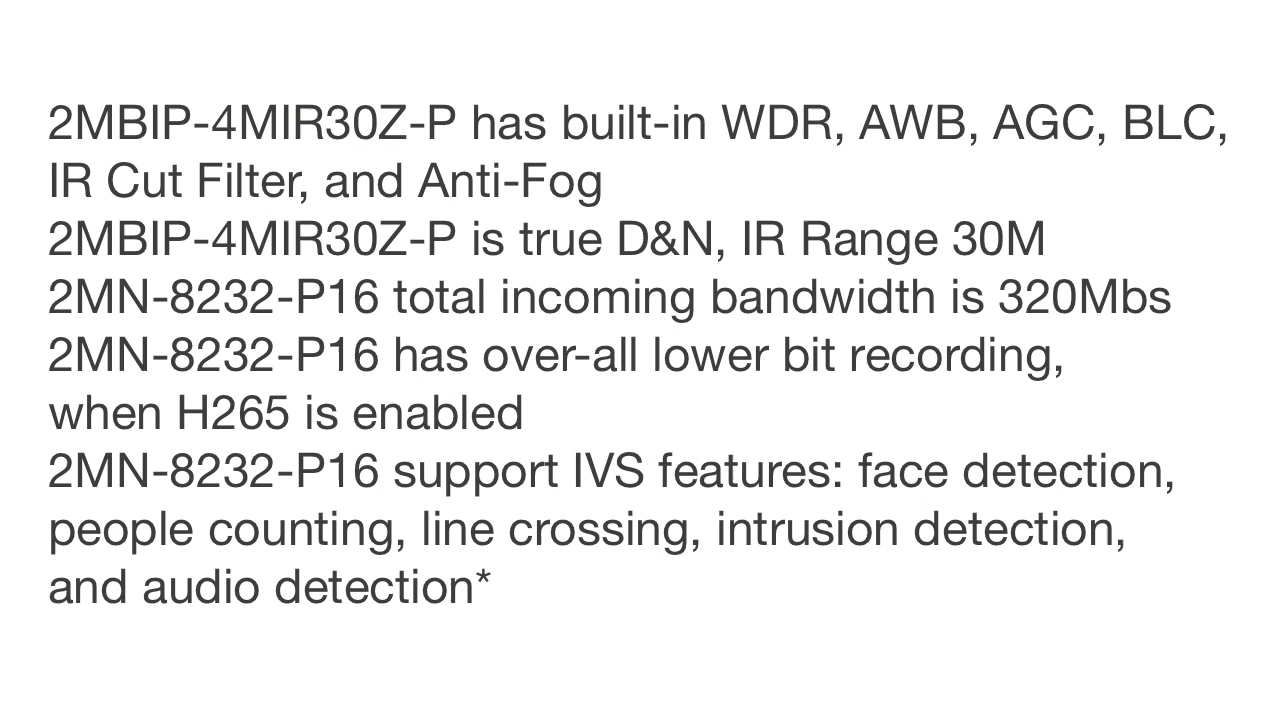 2MBIP-4MIR30Z-P has built-in WDR, AWB, AGC, BLC,
IR Cut Filter, and Anti-Fog
2MBIP-4MIR30Z-P is true D&N, IR Range 30M
2MN-8232-P16 total incoming bandwidth is 320Mbs
2MN-8232-P16 has over-all lower bit recording,
when H265 is enabled
2MN-8232-P16 support IVS features: face detection,
people counting, line crossing, intrusion detection,
and audio detection*